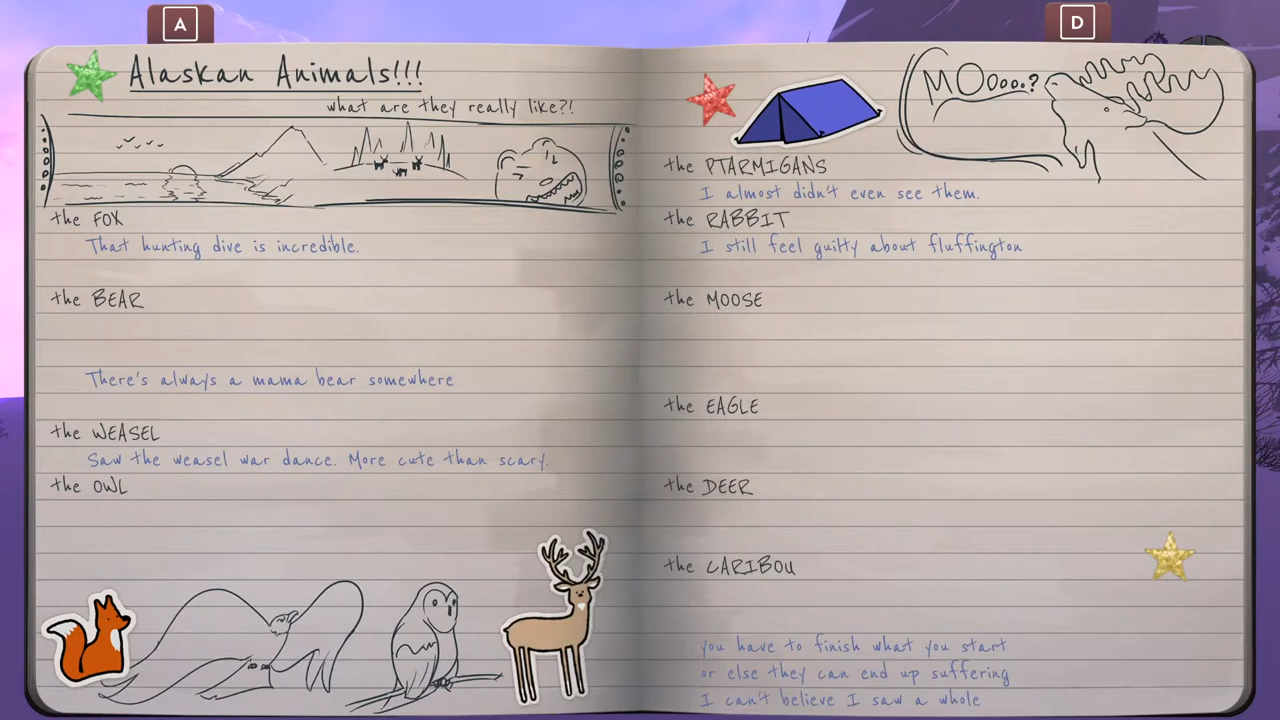 A
D
Alaskan Animals!!!
what are they really like?!
the FOX
That hunting dive is incredible.
the BEAR
There's always a mama bear somewhere
the WEASEL
Saw the weasel war dance. More cute than scary.
the OWL
MOoooo.?
the PTARMIGANS
I almost didn't even see them.
the RABBIT
I still feel guilty about fluffington
the MOOSE
the EAGLE
the DEER
the CARIBOU
you have to finish what you start
or else they can end up suffering
I can't believe I saw a whole